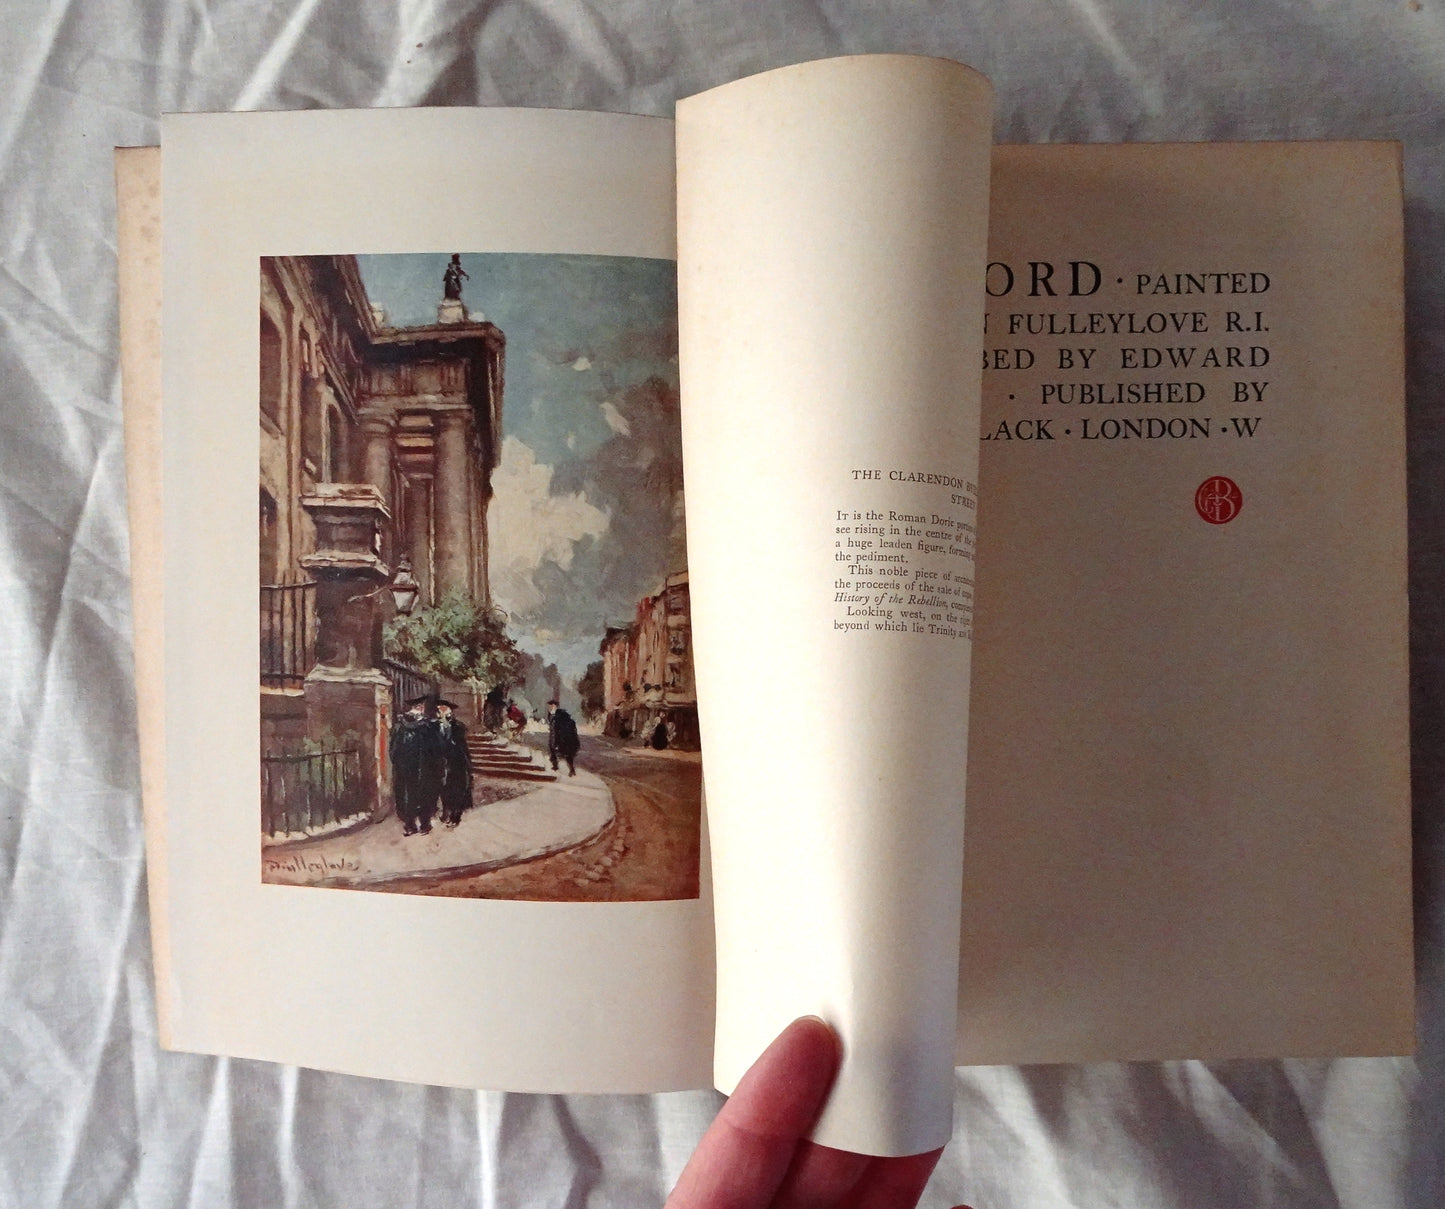 Fulleylove
THE CLARENDON
STREET
IT is the Roman Doric
see rising in the centre of the
a huge leaden figure, forming
the pediment.
This noble piece of
the proceeds of the sale of
History of the Rebellion,
Looking west, on the right
beyond which lie Trinity
ORD · PAINTED
N FULLEYLOVE R.I.
BED BY EDWARD
· PUBLISHED BY
LACK · LONDON · W